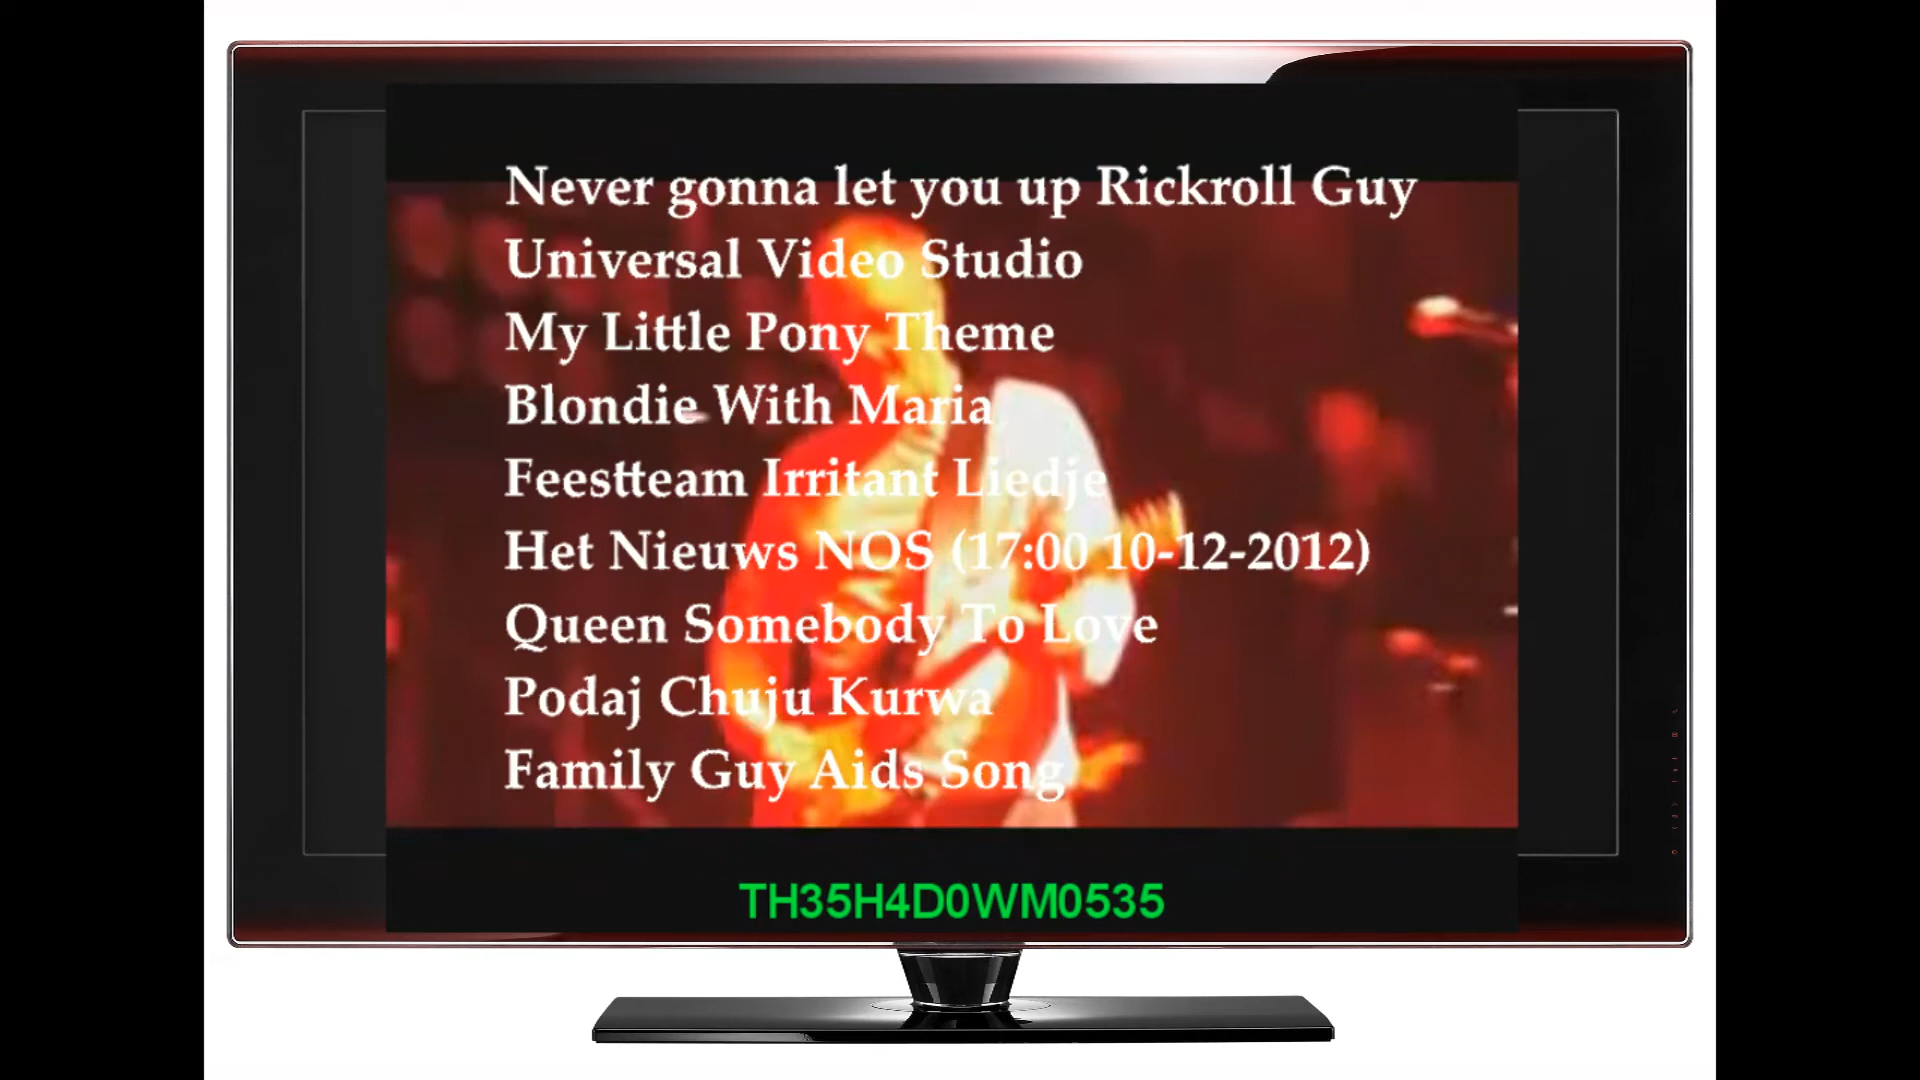 Never gonna let you up Rickroll Guy
Universal Video Studio
My Little Pony Theme
Blondie With Maria
Feestteam Irritant Liedje
Het Nieuws NOS (17:00 10-12-2012)
Queen Somebody To Love
Podaj Chuju Kurwa
Family Guy Aids Song
TH35H4D0WM0535